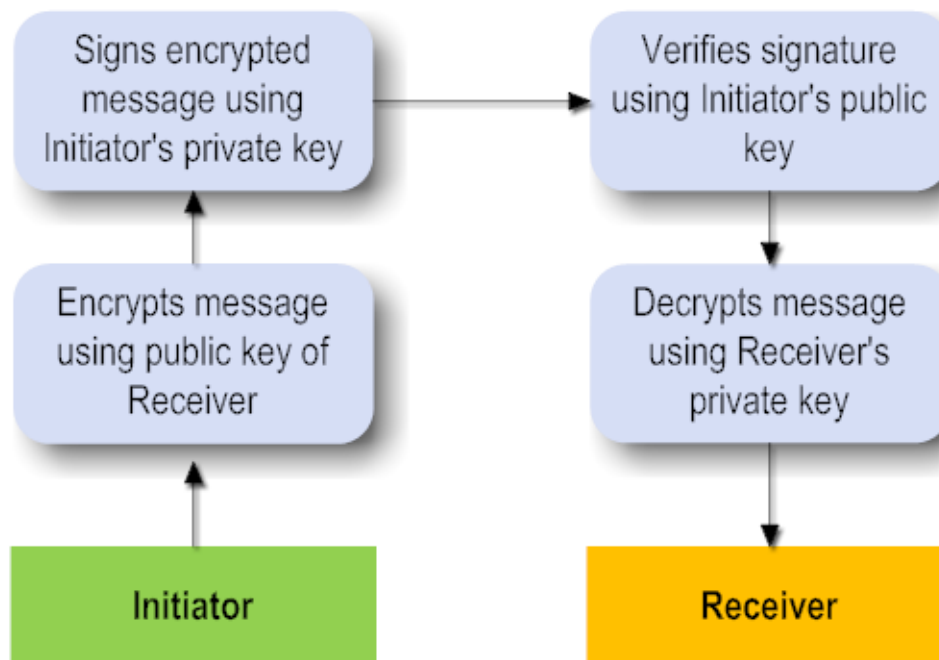 Signs encrypted
message using
Initiator's private key
Verifies signature
using Initiator's public
key
Encrypts message
using public key of
Receiver
Decrypts message
using Receiver's
private key
Initiator
Receiver